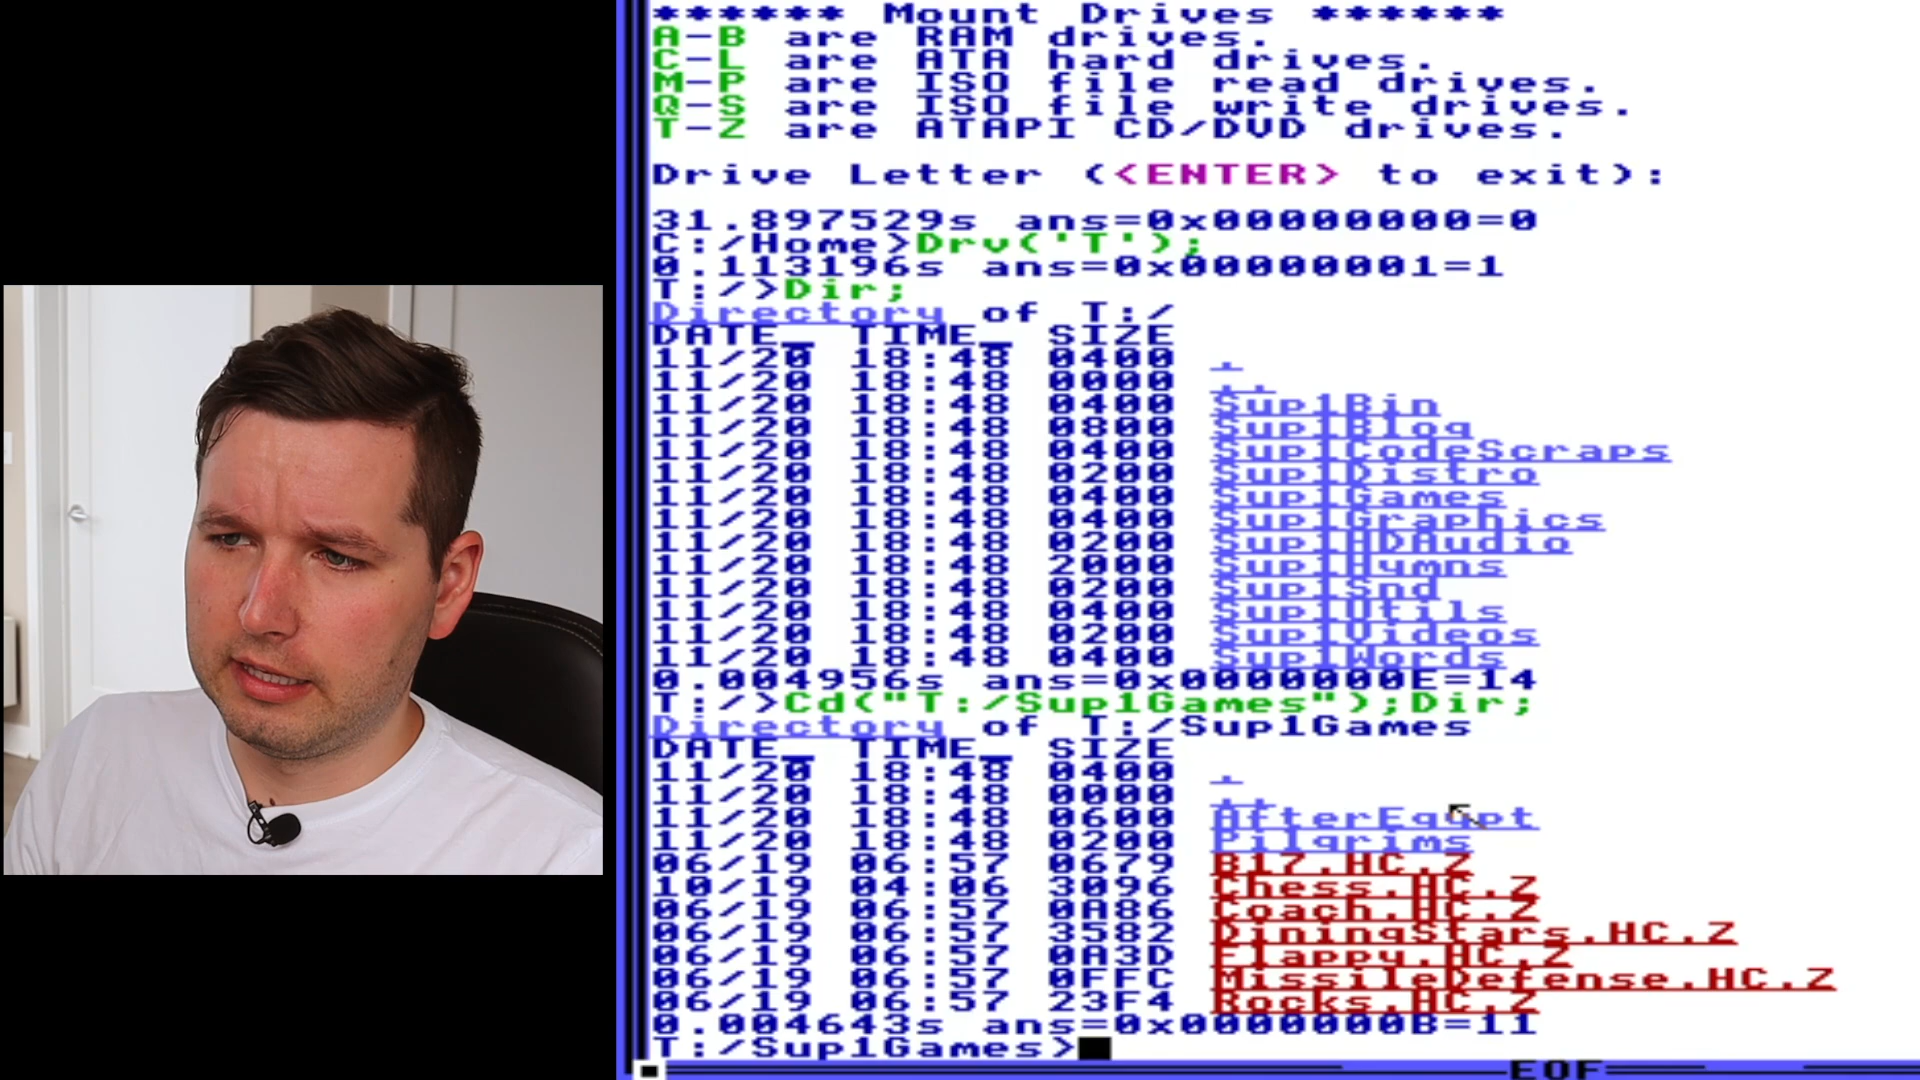 ****** Mount Drives ******
A-B are RAM drives.
C-L are ATA hard drives.
M-P are ISO file read drives.
Q-S are ISO file write drives.
T-Z are ATAPI CD/DVD drives.
Drive Letter (<ENTER> to exit):
31.897529s ans=0x00000000=0
C:/Home>Drv('T');
0.113196s ans=0x00000001=1
T:/>Dir;
Directory of T:/
DATE_ TIME_ SIZE
11/20 18:48 0400 .
11/20 18:48 0000 ..
11/20 18:48 0400 Sup1Bin
11/20 18:48 0800 Sup1Blog
11/20 18:48 0400 Sup1CodeScraps
11/20 18:48 0200 Sup1Distro
11/20 18:48 0400 Sup1Games
11/20 18:48 0400 Sup1Graphics
11/20 18:48 0200 Sup1HDAudio
11/20 18:48 2000 Sup1Hymns
11/20 18:48 0200 Sup1Snd
11/20 18:48 0400 Sup1Utils
11/20 18:48 0200 Sup1Videos
11/20 18:48 0400 Sup1Words
0.004956s ans=0x0000000E=14
T:/>Cd("T:/Sup1Games");Dir;
Directory of T:/Sup1Games
DATE_ TIME_ SIZE
11/20 18:48 0400 .
11/20 18:48 0000 ..
11/20 18:48 0600 AfterEgypt
11/20 18:48 0200 Pilgrims
06/19 06:57 0679 B17.HC.Z
10/19 04:06 3096 Chess.HC.Z
06/19 06:57 0A86 Coach.HC.Z
06/19 06:57 3582 DiningStars.HC.Z
06/19 06:57 0A3D Flappy.HC.Z
06/19 06:57 0FFC MissileDefense.HC.Z
06/19 06:57 23F4 Rocks.HC.Z
0.004643s ans=0x0000000B=11
T:/Sup1Games>
EOF